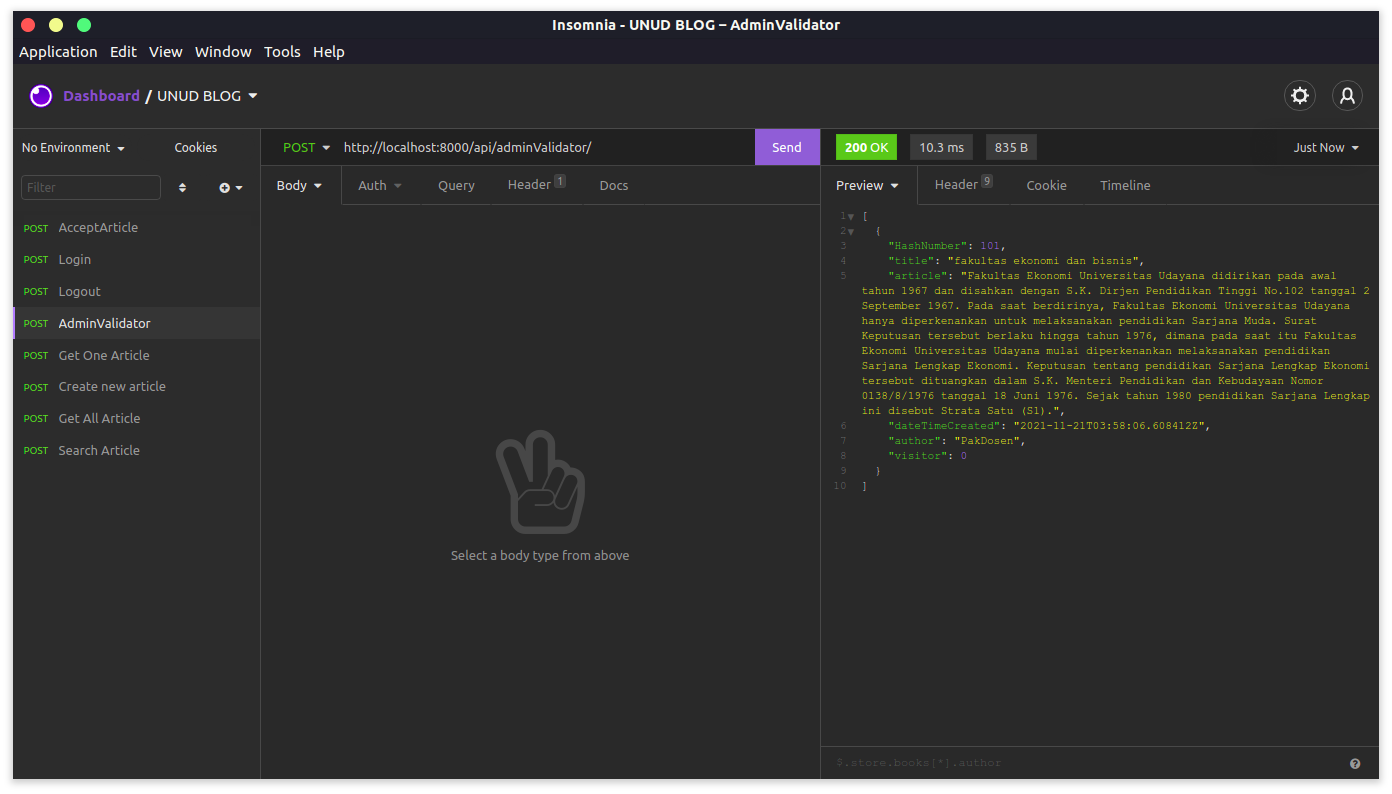 Insomnia - UNUD BLOG – AdminValidator
Application Edit View Window Tools Help
Dashboard / UNUD BLOG
No Environment Cookies
Filter
POST AcceptArticle
POST Login
POST Logout
POST AdminValidator
POST Get One Article
POST Create new article
POST Get All Article
POST Search Article
POST http://localhost:8000/api/adminValidator/ Send
Body Auth Query Header 1 Docs
Select a body type from above
200 OK 10.3 ms 835 B Just Now
Preview Header 9 Cookie Timeline
1 [
2 {
3 "HashNumber": 101,
4 "title": "fakultas ekonomi dan bisnis",
5 "article": "Fakultas Ekonomi Universitas Udayana didirikan pada awal
tahun 1967 dan disahkan dengan S.K. Dirjen Pendidikan Tinggi No.102 tanggal 2
September 1967. Pada saat berdirinya, Fakultas Ekonomi Universitas Udayana
hanya diperkenankan untuk melaksanakan pendidikan Sarjana Muda. Surat
Keputusan tersebut berlaku hingga tahun 1976, dimana pada saat itu Fakultas
Ekonomi Universitas Udayana mulai diperkenankan melaksanakan pendidikan
Sarjana Lengkap Ekonomi. Keputusan tentang pendidikan Sarjana Lengkap Ekonomi
tersebut dituangkan dalam S.K. Menteri Pendidikan dan Kebudayaan Nomor
0138/8/1976 tanggal 18 Juni 1976. Sejak tahun 1980 pendidikan Sarjana Lengkap
ini disebut Strata Satu (S1).",
6 "dateTimeCreated": "2021-11-21T03:58:06.608412Z",
7 "author": "PakDosen",
8 "visitor": 0
9 }
10 ]
$.store.books[*].author